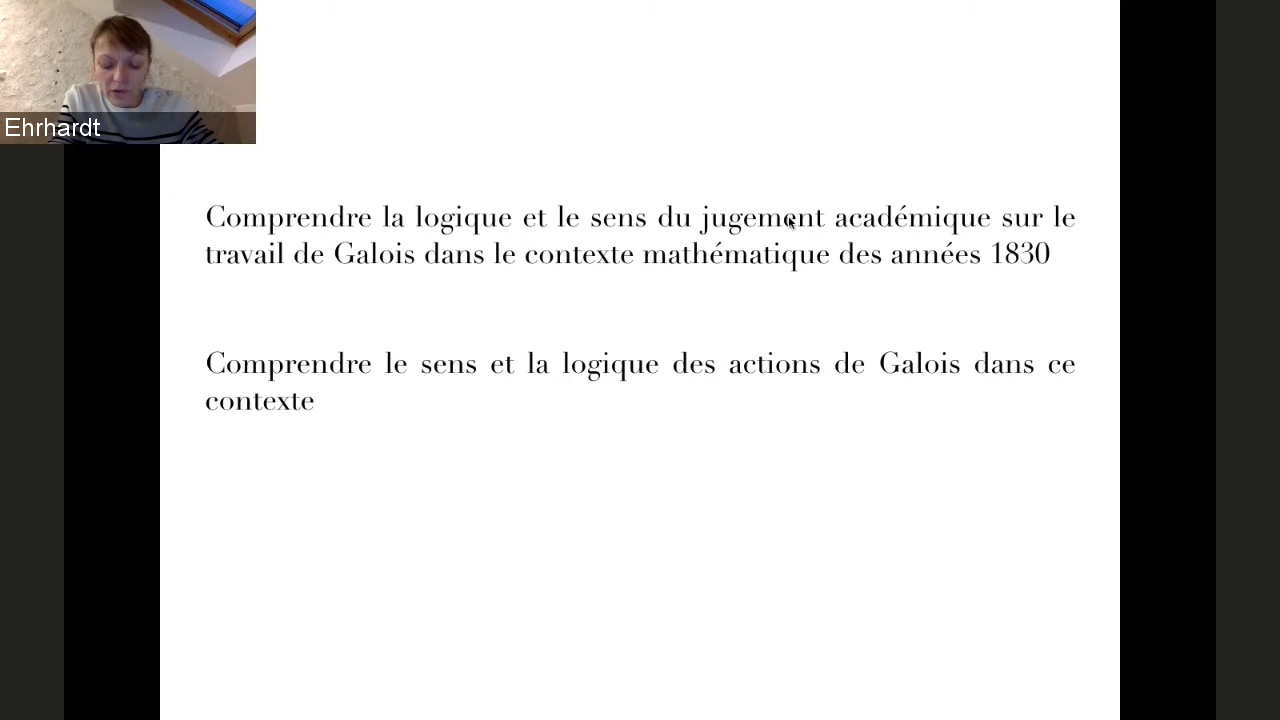 Ehrhardt
Comprendre la logique et le sens du jugement académique sur le
travail de Galois dans le contexte mathématique des années 1830
Comprendre le sens et la logique des actions de Galois dans ce
contexte